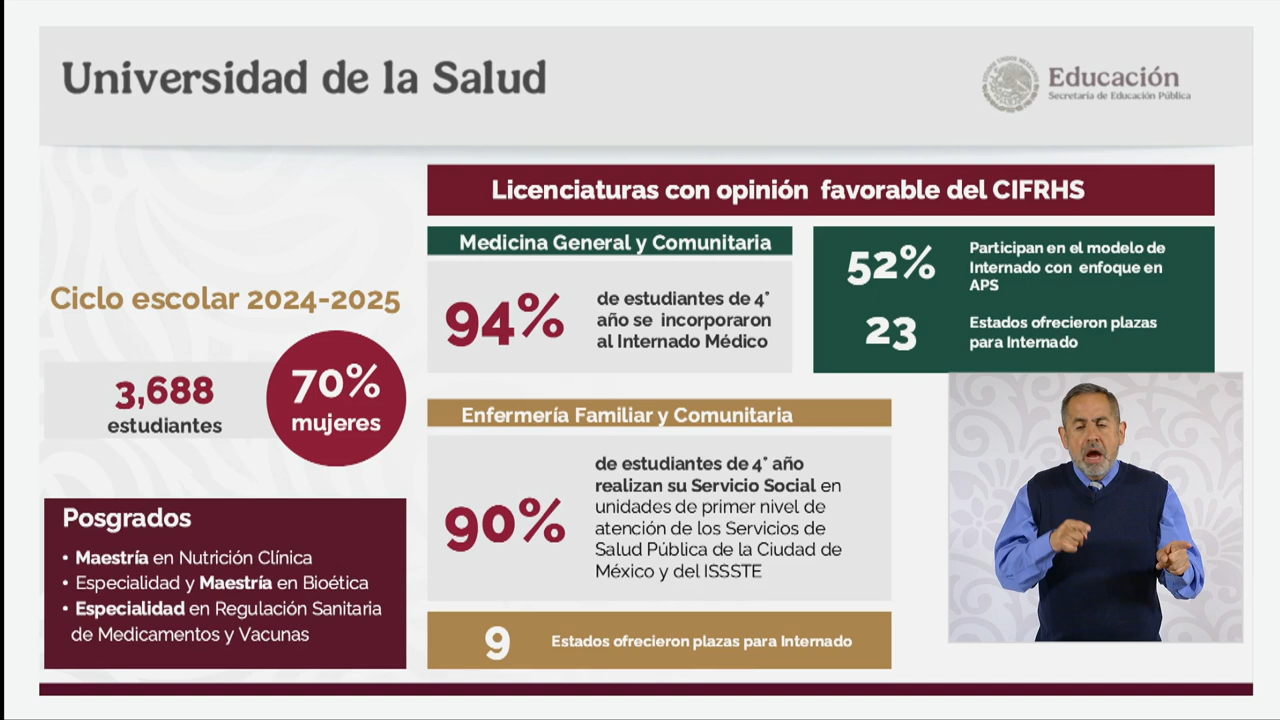 Universidad de la Salud
Educación
Secretaría de Educación Pública
Ciclo escolar 2024-2025
3,688
estudiantes
70%
mujeres
Posgrados
• Maestría en Nutrición Clínica
• Especialidad y Maestría en Bioética
• Especialidad en Regulación Sanitaria
de Medicamentos y Vacunas
Licenciaturas con opinión favorable del CIFRHS
Medicina General y Comunitaria
94%
de estudiantes de 4°
año se incorporaron
al Internado Médico
52%
Participan en el modelo de
Internado con enfoque en
APS
23
Estados ofrecieron plazas
para Internado
Enfermería Familiar y Comunitaria
90%
de estudiantes de 4° año
realizan su Servicio Social en
unidades de primer nivel de
atención de los Servicios de
Salud Pública de la Ciudad de
México y del ISSSTE
9
Estados ofrecieron plazas para Internado